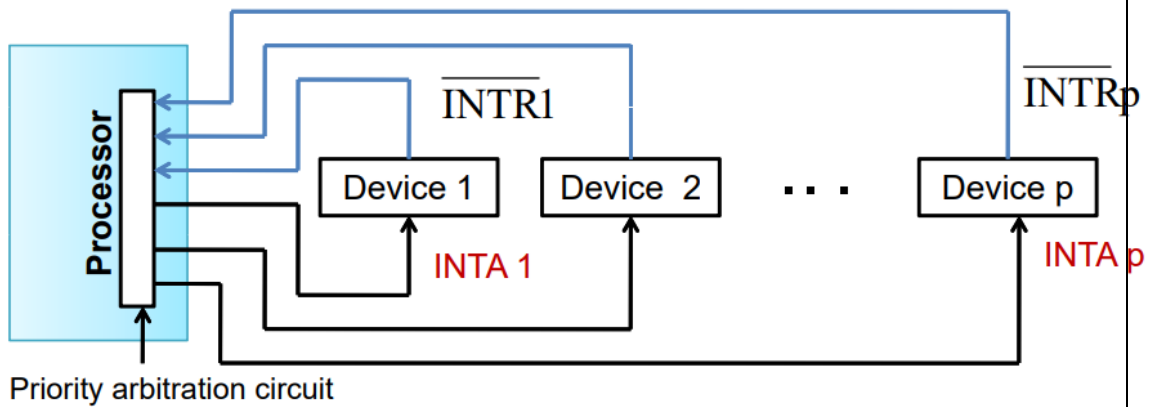 INTR1
INTRp
Processor
Device 1
Device 2
. . .
Device p
INTA 1
INTA p
Priority arbitration circuit